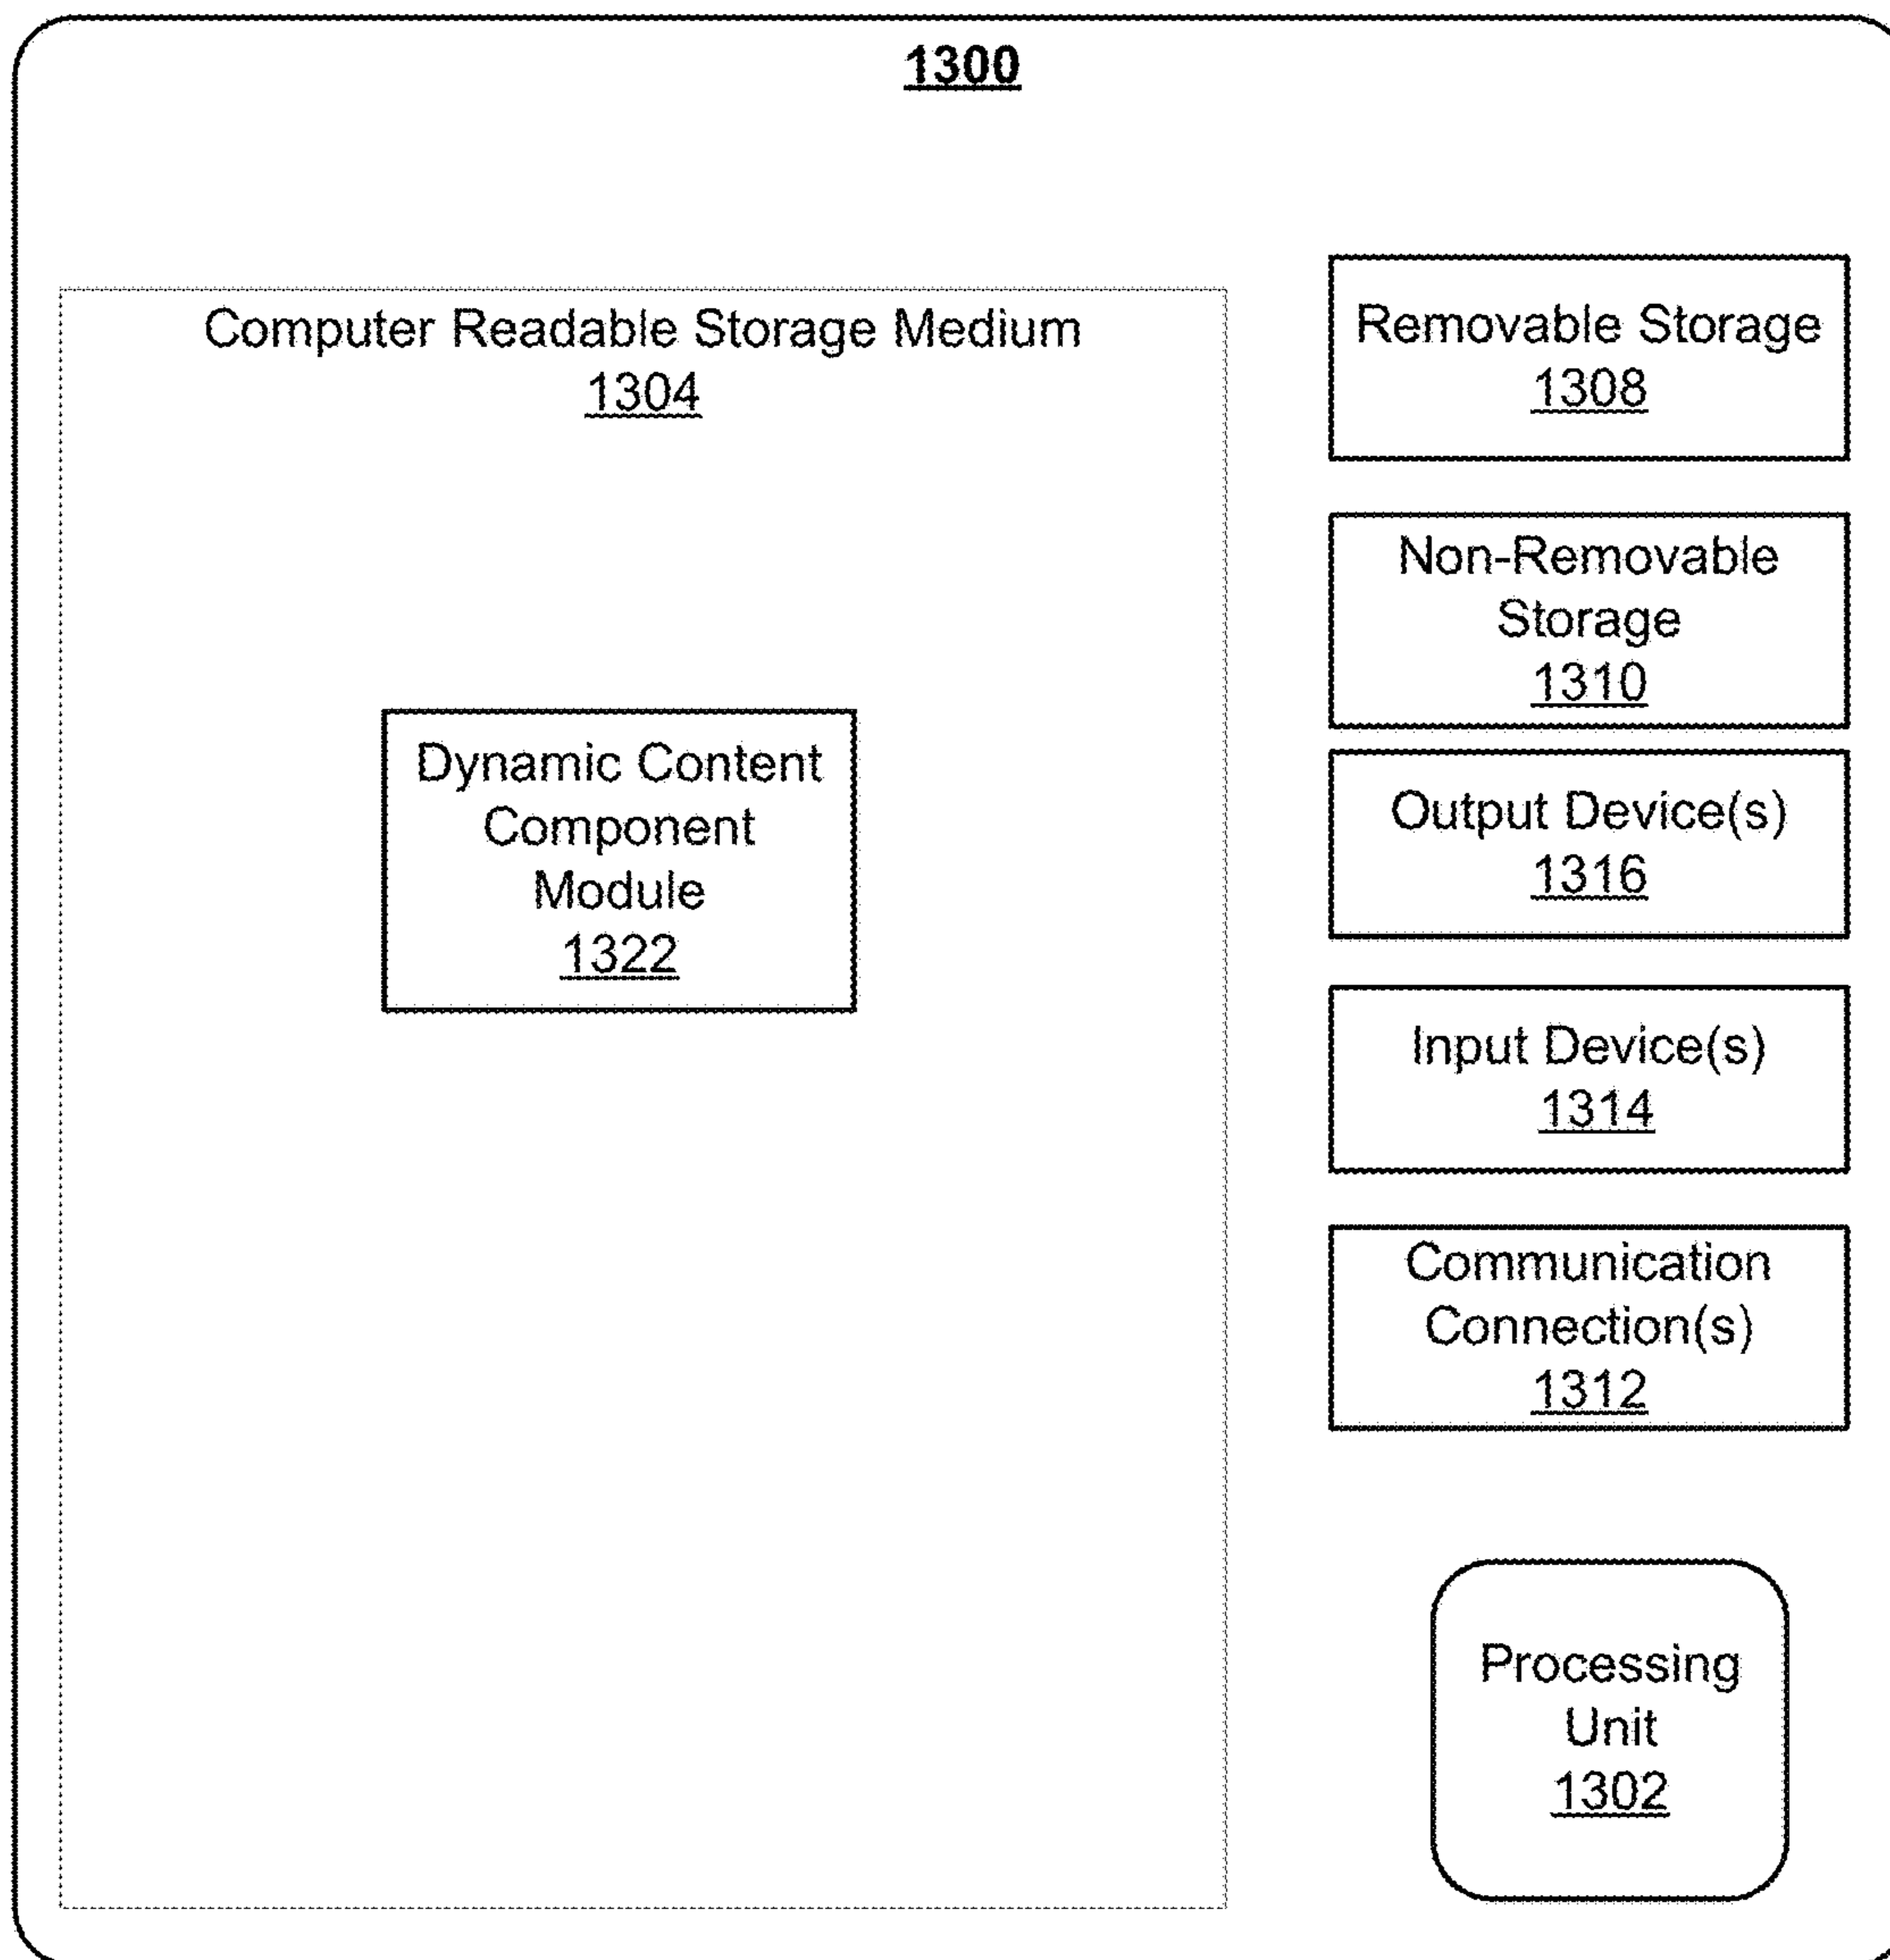 1300
Computer Readable Storage Medium
1304
Dynamic Content
Component
Module
1322
Removable Storage
1308
Non-Removable
Storage
1310
Output Device(s)
1316
Input Device(s)
1314
Communication
Connection(s)
1312
Processing
Unit
1302